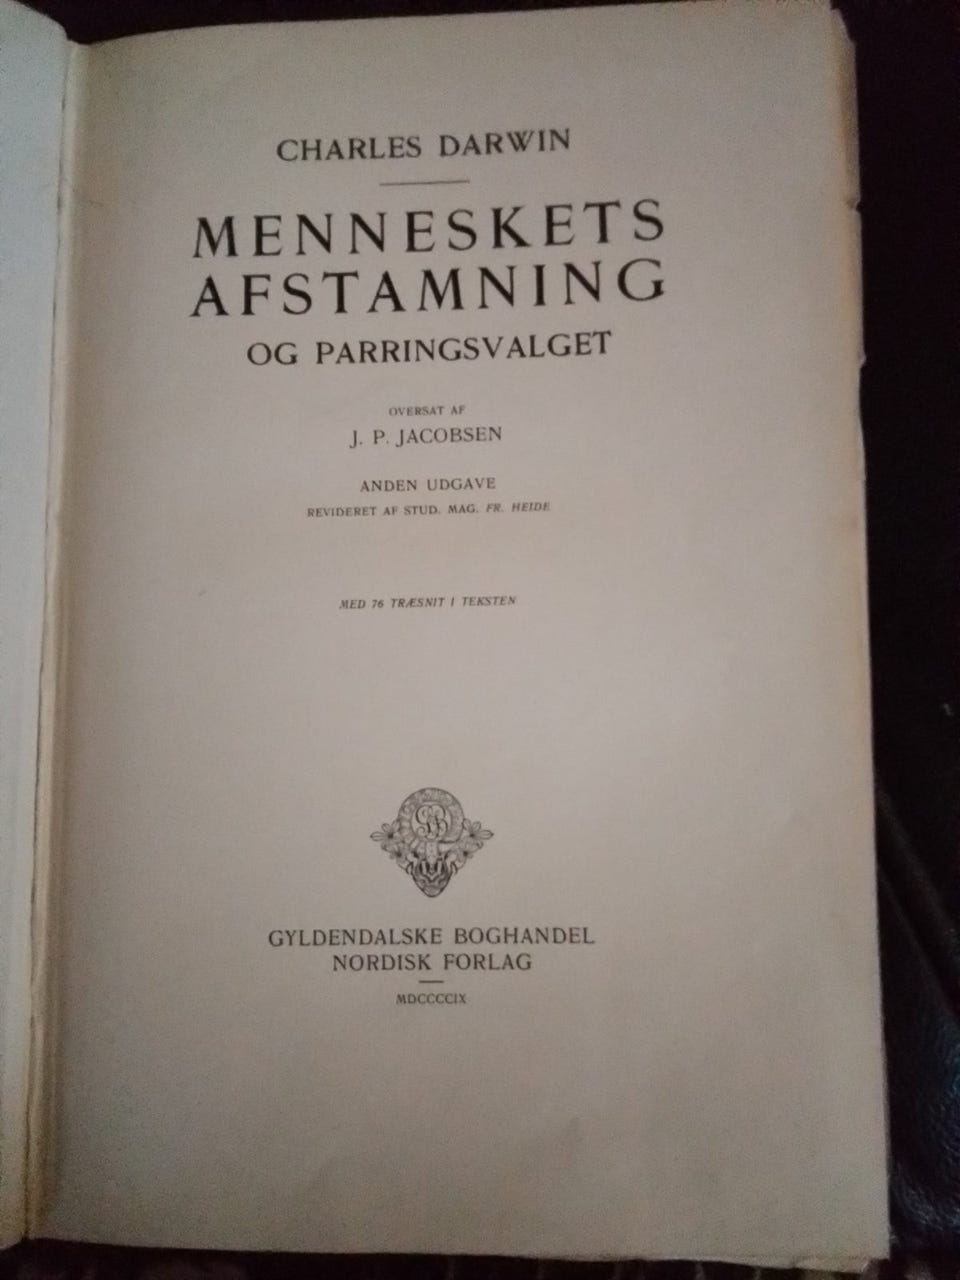 CHARLES DARWIN
MENNESKETS
AFSTAMNING
OG PARRINGSVALGET
OVERSAT AF
J. P. JACOBSEN
ANDEN UDGAVE
REVIDERET AF STUD. MAG. FR. HEIDE
MED 76 TRÆSNIT I TEKSTEN
GYLDENDALSKE BOGHANDEL
NORDISK FORLAG
MDCCCCIX